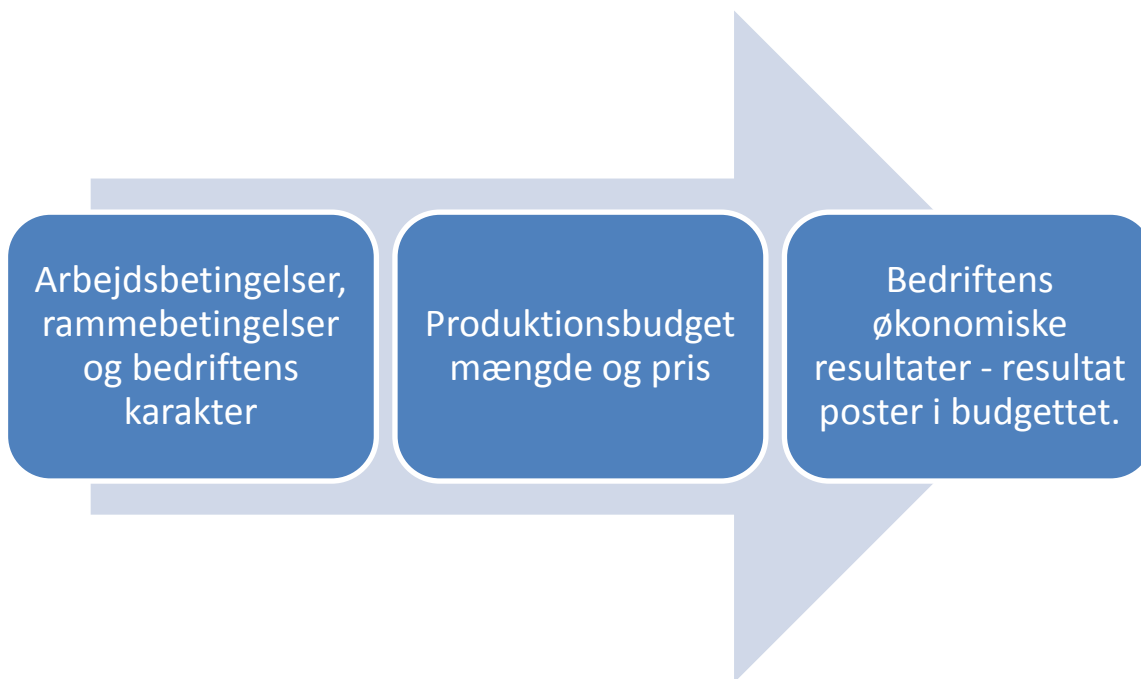 Arbejdsbetingelser,
rammebetingelser
og bedriftens
karakter
Produktionsbudget
mængde og pris
Bedriftens
økonomiske
resultater - resultat
poster i budgettet.